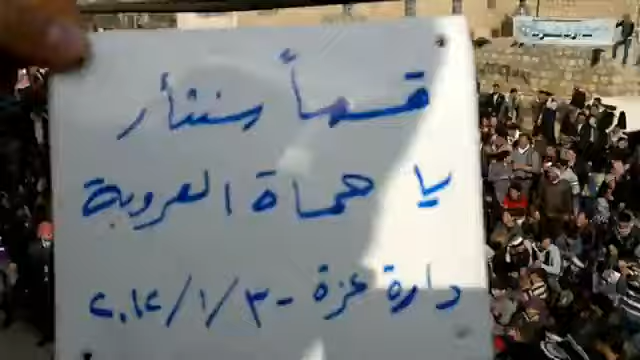 قسماً سنثأر
يا حماة العروبة
دارة عزة - ٣/١/٢٠١٢